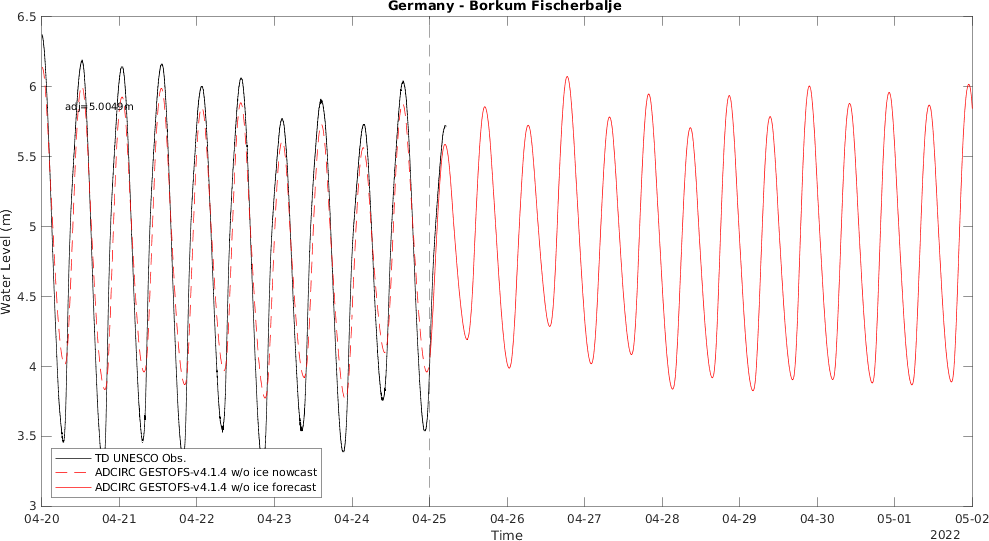 Germany - Borkum Fischerbalje
6.5
6
5.5
5
4.5
4
3.5
3
Water Level (m)
adj=5.0049m
TD UNESCO Obs.
ADCIRC GESTOFS-v4.1.4 w/o ice nowcast
ADCIRC GESTOFS-v4.1.4 w/o ice forecast
04-20 04-21 04-22 04-23 04-24 04-25 04-26 04-27 04-28 04-29 04-30 05-01 05-02
Time
2022